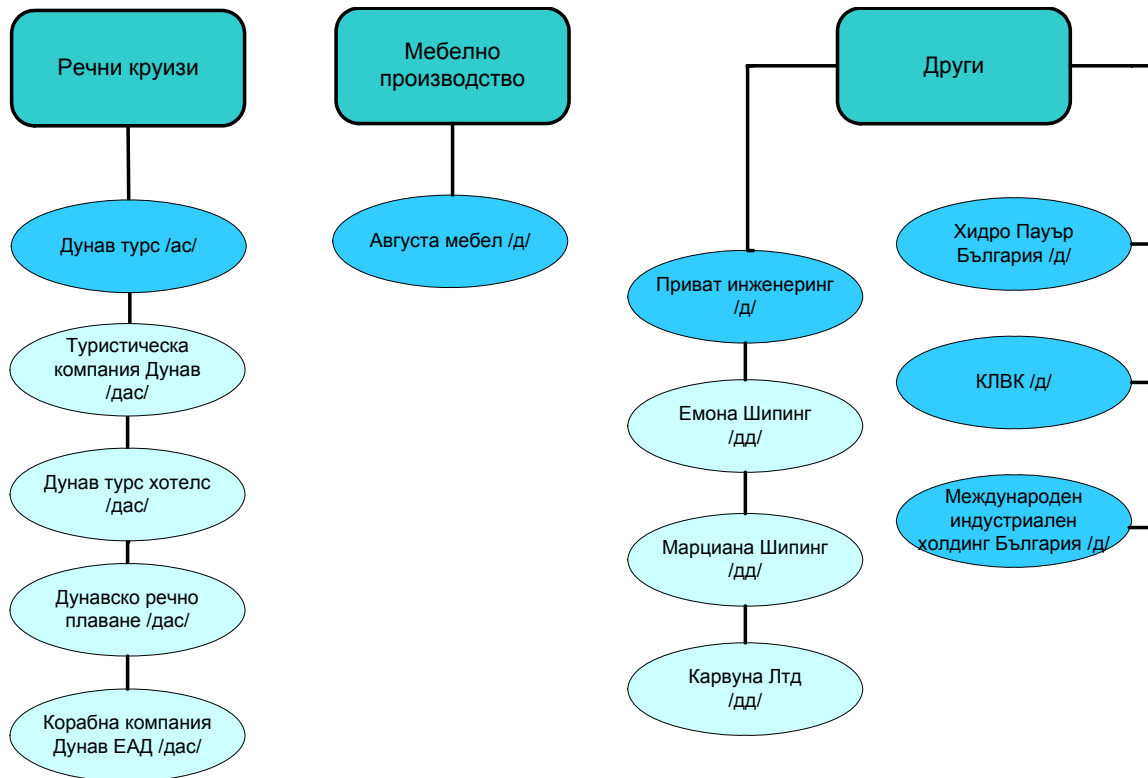 Речни круизи
Мебелно
производство
Други
Дунав турс /ас/
Туристическа
компания Дунав
/дас/
Дунав турс хотелс
/дас/
Дунавско речно
плаване /дас/
Корабна компания
Дунав ЕАД /дас/
Августа мебел /д/
Приват инженеринг
/д/
Емона Шипинг
/дд/
Марциана Шипинг
/дд/
Карвуна Лтд
/дд/
Хидро Пауър
България /д/
КЛВК /д/
Международен
индустриален
холдинг България /д/